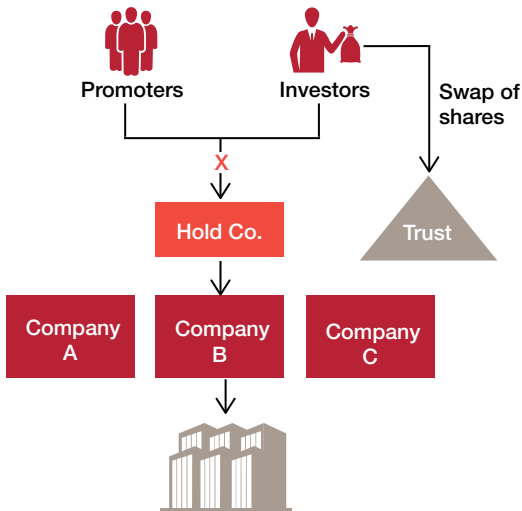 Promoters
Investors
Swap of
shares
X
Hold Co.
Trust
Company
A
Company
B
Company
C